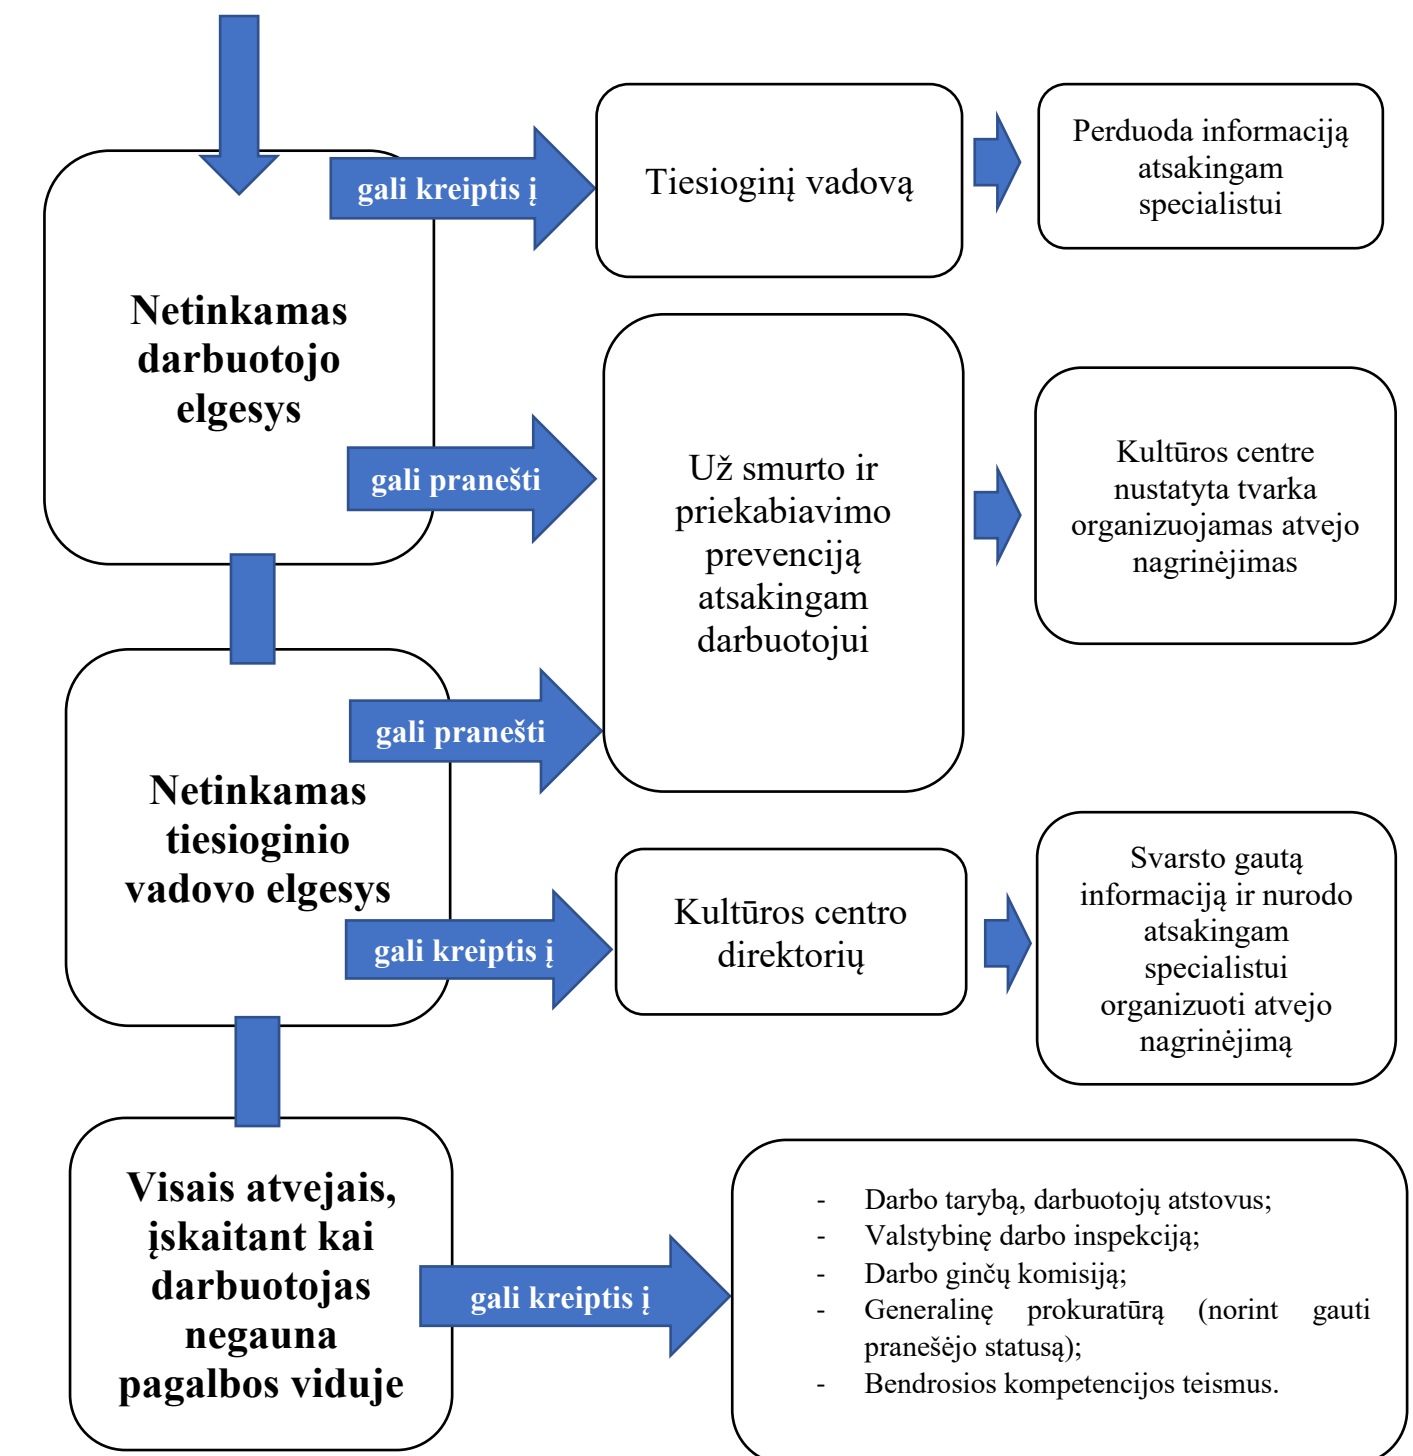 gali kreiptis į
Tiesioginį vadovą
Perduoda informaciją
atsakingam
specialistui
Netinkamas
darbuotojo
elgesys
gali pranešti
Už smurto ir
priekabiavimo
prevenciją
atsakingam
darbuotojui
Kultūros centre
nustatyta tvarka
organizuojamas atvejo
nagrinėjimas
gali pranešti
Netinkamas
tiesioginio
vadovo elgesys
gali kreiptis į
Kultūros centro
direktorių
Svarsto gautą
informaciją ir nurodo
atsakingam
specialistui
organizuoti atvejo
nagrinėjimą
Visais atvejais,
įskaitant kai
darbuotojas
negauna
pagalbos viduje
gali kreiptis į
- Darbo tarybą, darbuotojų atstovus;
- Valstybinę darbo inspekciją;
- Darbo ginčų komisiją;
- Generalinę prokuratūrą (norint gauti
pranešėjo statusą);
- Bendrosios kompetencijos teismus.